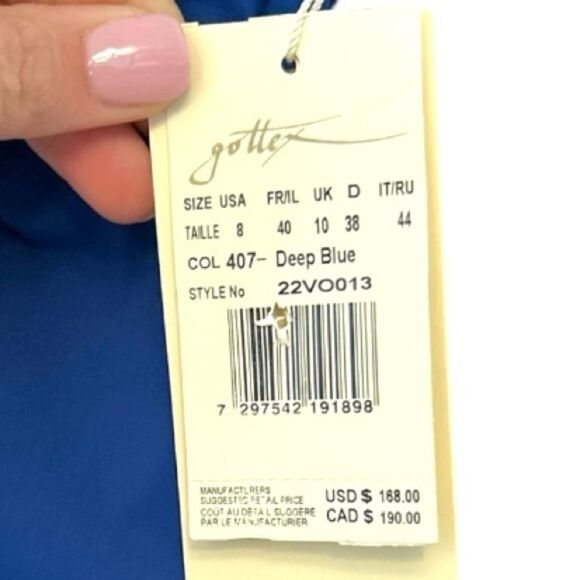 gottex
SIZE USA FR/IL UK D IT/RU
TAILLE 8 40 10 38 44
COL 407- Deep Blue
STYLE No 22VO013
7 297542 191898
MANUFACTURERS
SUGGESTED RETAIL PRICE USD $ 168.00
COÛT AU DÉTAIL SUGGÉRÉ CAD $ 190.00
PAR LE MANUFACTURIER